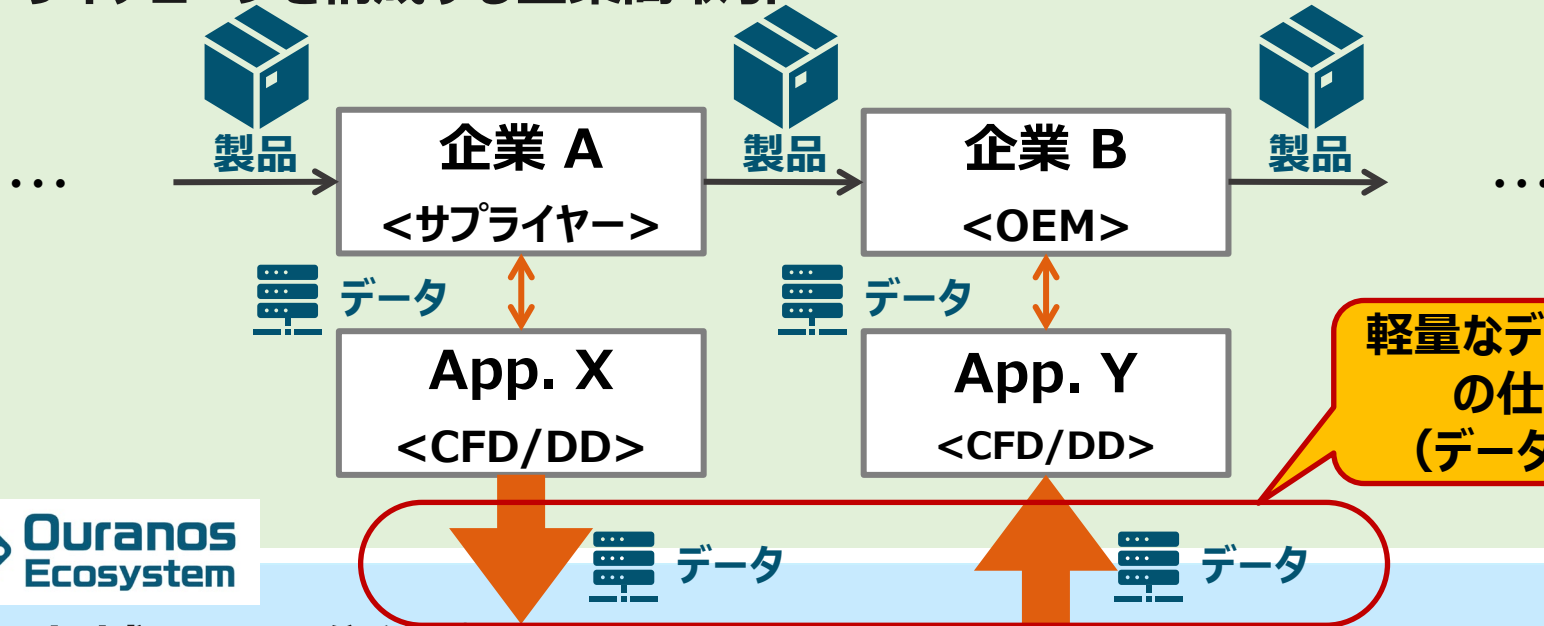 製品
製品
製品
...
企業 A
<サプライヤー>
企業 B
<OEM>
...
データ
データ
App. X
<CFD/DD>
App. Y
<CFD/DD>
軽量なデ
の仕
(データ
Ouranos
Ecosystem
データ
データ